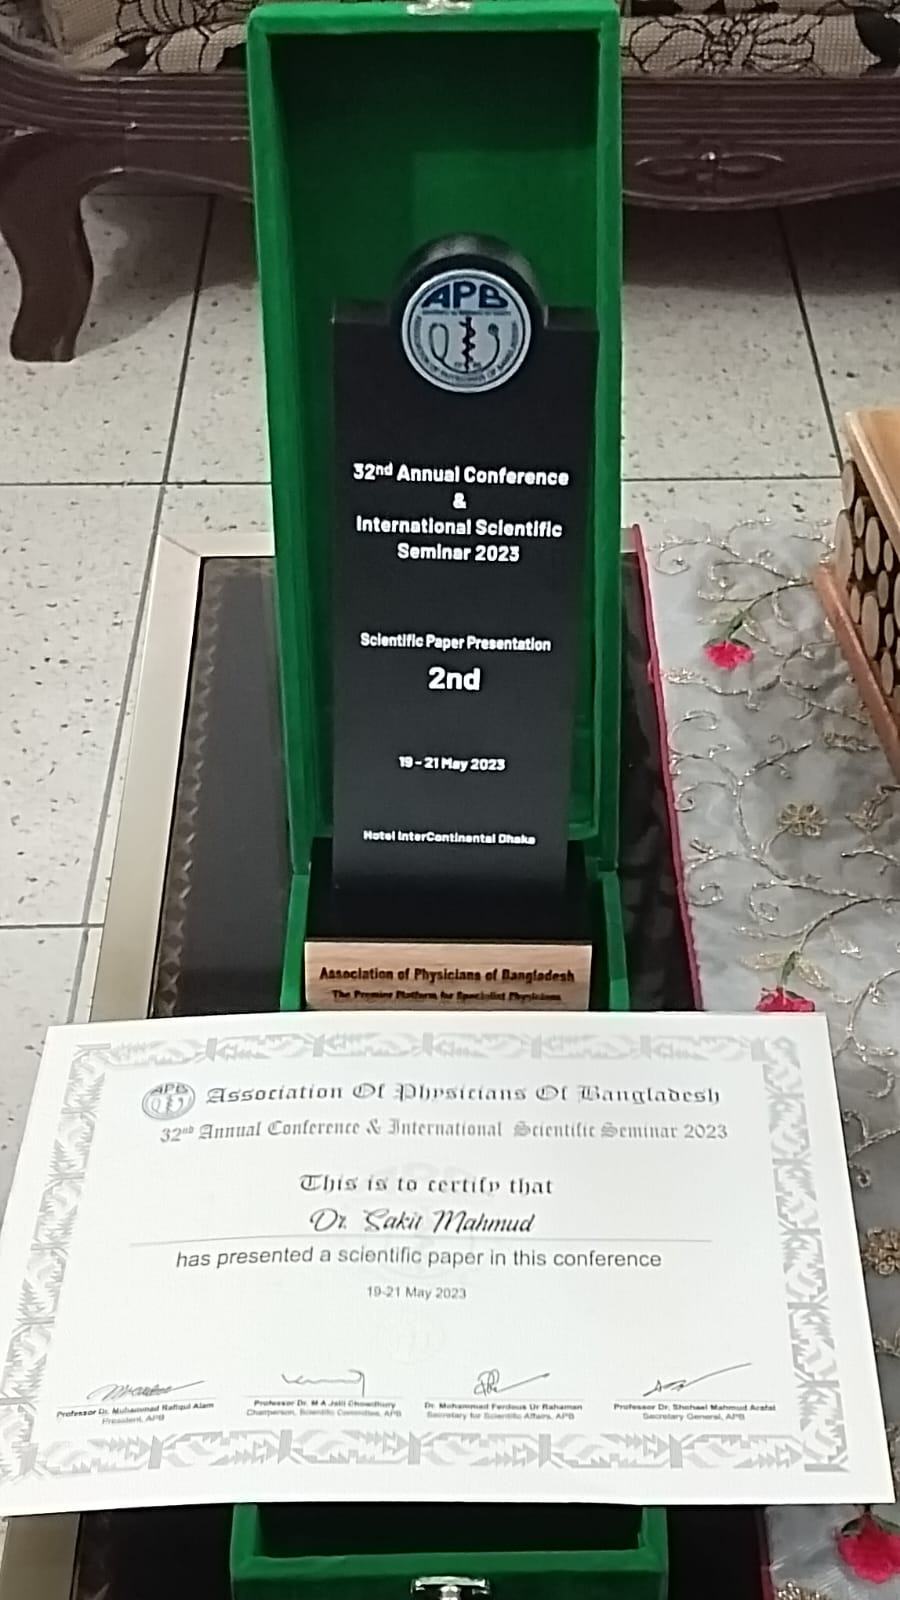 APB
32nd Annual Conference
&
International Scientific
Seminar 2023
Scientific Paper Presentation
2nd
19 - 21 May 2023
Hotel InterContinental Dhaka
Association of Physicians of Bangladesh
The Premier Platform for Specialist Physicians
APB
Association Of Physicians Of Bangladesh
32nd Annual Conference & International Scientific Seminar 2023
This is to certify that
Dr. Sakit Mahmud
has presented a scientific paper in this conference
19-21 May 2023
Professor Dr. Muhammad Rafiqul Alam
President, APB
Professor Dr. M A Jalil Chowdhury
Chairperson, Scientific Committee, APB
Dr. Mohammad Ferdous Ur Rahaman
Secretary for Scientific Affairs, APB
Professor Dr. Shohael Mahmud Arafat
Secretary General, APB